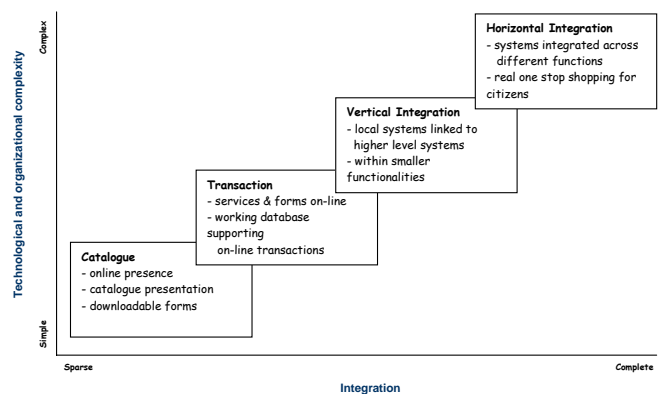 Complex
Technological and organizational complexity
Simple
Horizontal Integration
- systems integrated across
different functions
- real one stop shopping for
citizens
Vertical Integration
- local systems linked to
higher level systems
- within smaller
functionalities
Transaction
- services & forms on-line
- working database
supporting
on-line transactions
Catalogue
- online presence
- catalogue presentation
- downloadable forms
Sparse
Complete
Integration